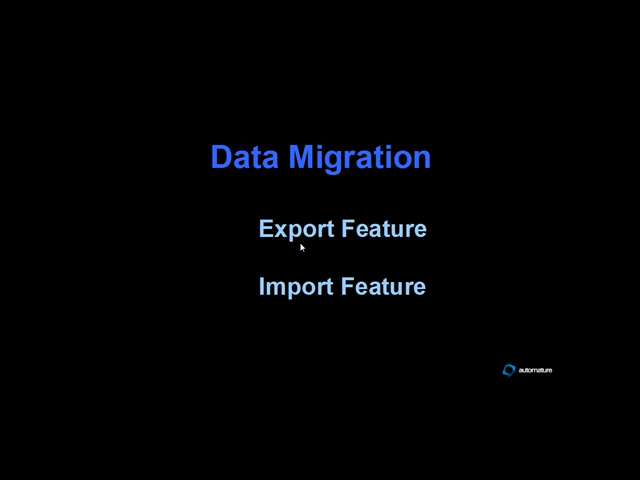 Data Migration
Export Feature
Import Feature
automature